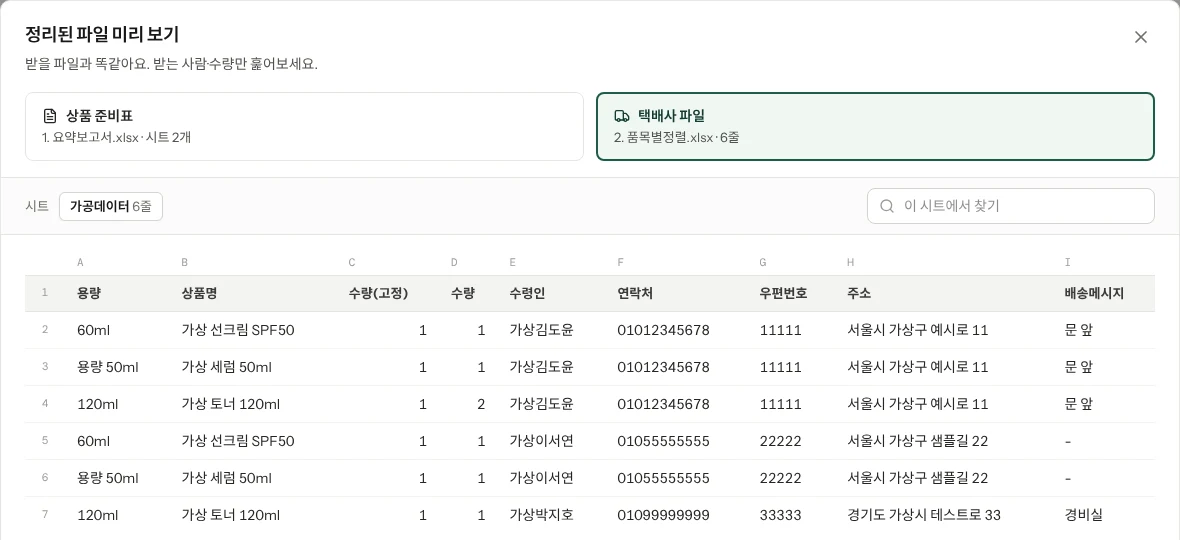 정리된 파일 미리 보기
받을 파일과 똑같아요. 받는 사람·수량만 훑어보세요.
상품 준비표
1. 요약보고서.xlsx · 시트 2개
택배사 파일
2. 품목별정렬.xlsx · 6줄
시트 가공데이터 6줄 이 시트에서 찾기
A B C D E F G H I
1 용량 상품명 수량(고정) 수량 수령인 연락처 우편번호 주소 배송메시지
2 60ml 가상 선크림 SPF50 1 1 가상김도윤 01012345678 11111 서울시 가상구 예시로 11 문 앞
3 용량 50ml 가상 세럼 50ml 1 1 가상김도윤 01012345678 11111 서울시 가상구 예시로 11 문 앞
4 120ml 가상 토너 120ml 1 2 가상김도윤 01012345678 11111 서울시 가상구 예시로 11 문 앞
5 60ml 가상 선크림 SPF50 1 1 가상이서연 01055555555 22222 서울시 가상구 샘플길 22 -
6 용량 50ml 가상 세럼 50ml 1 1 가상이서연 01055555555 22222 서울시 가상구 샘플길 22 -
7 120ml 가상 토너 120ml 1 1 가상박지호 01099999999 33333 경기도 가상시 테스트로 33 경비실